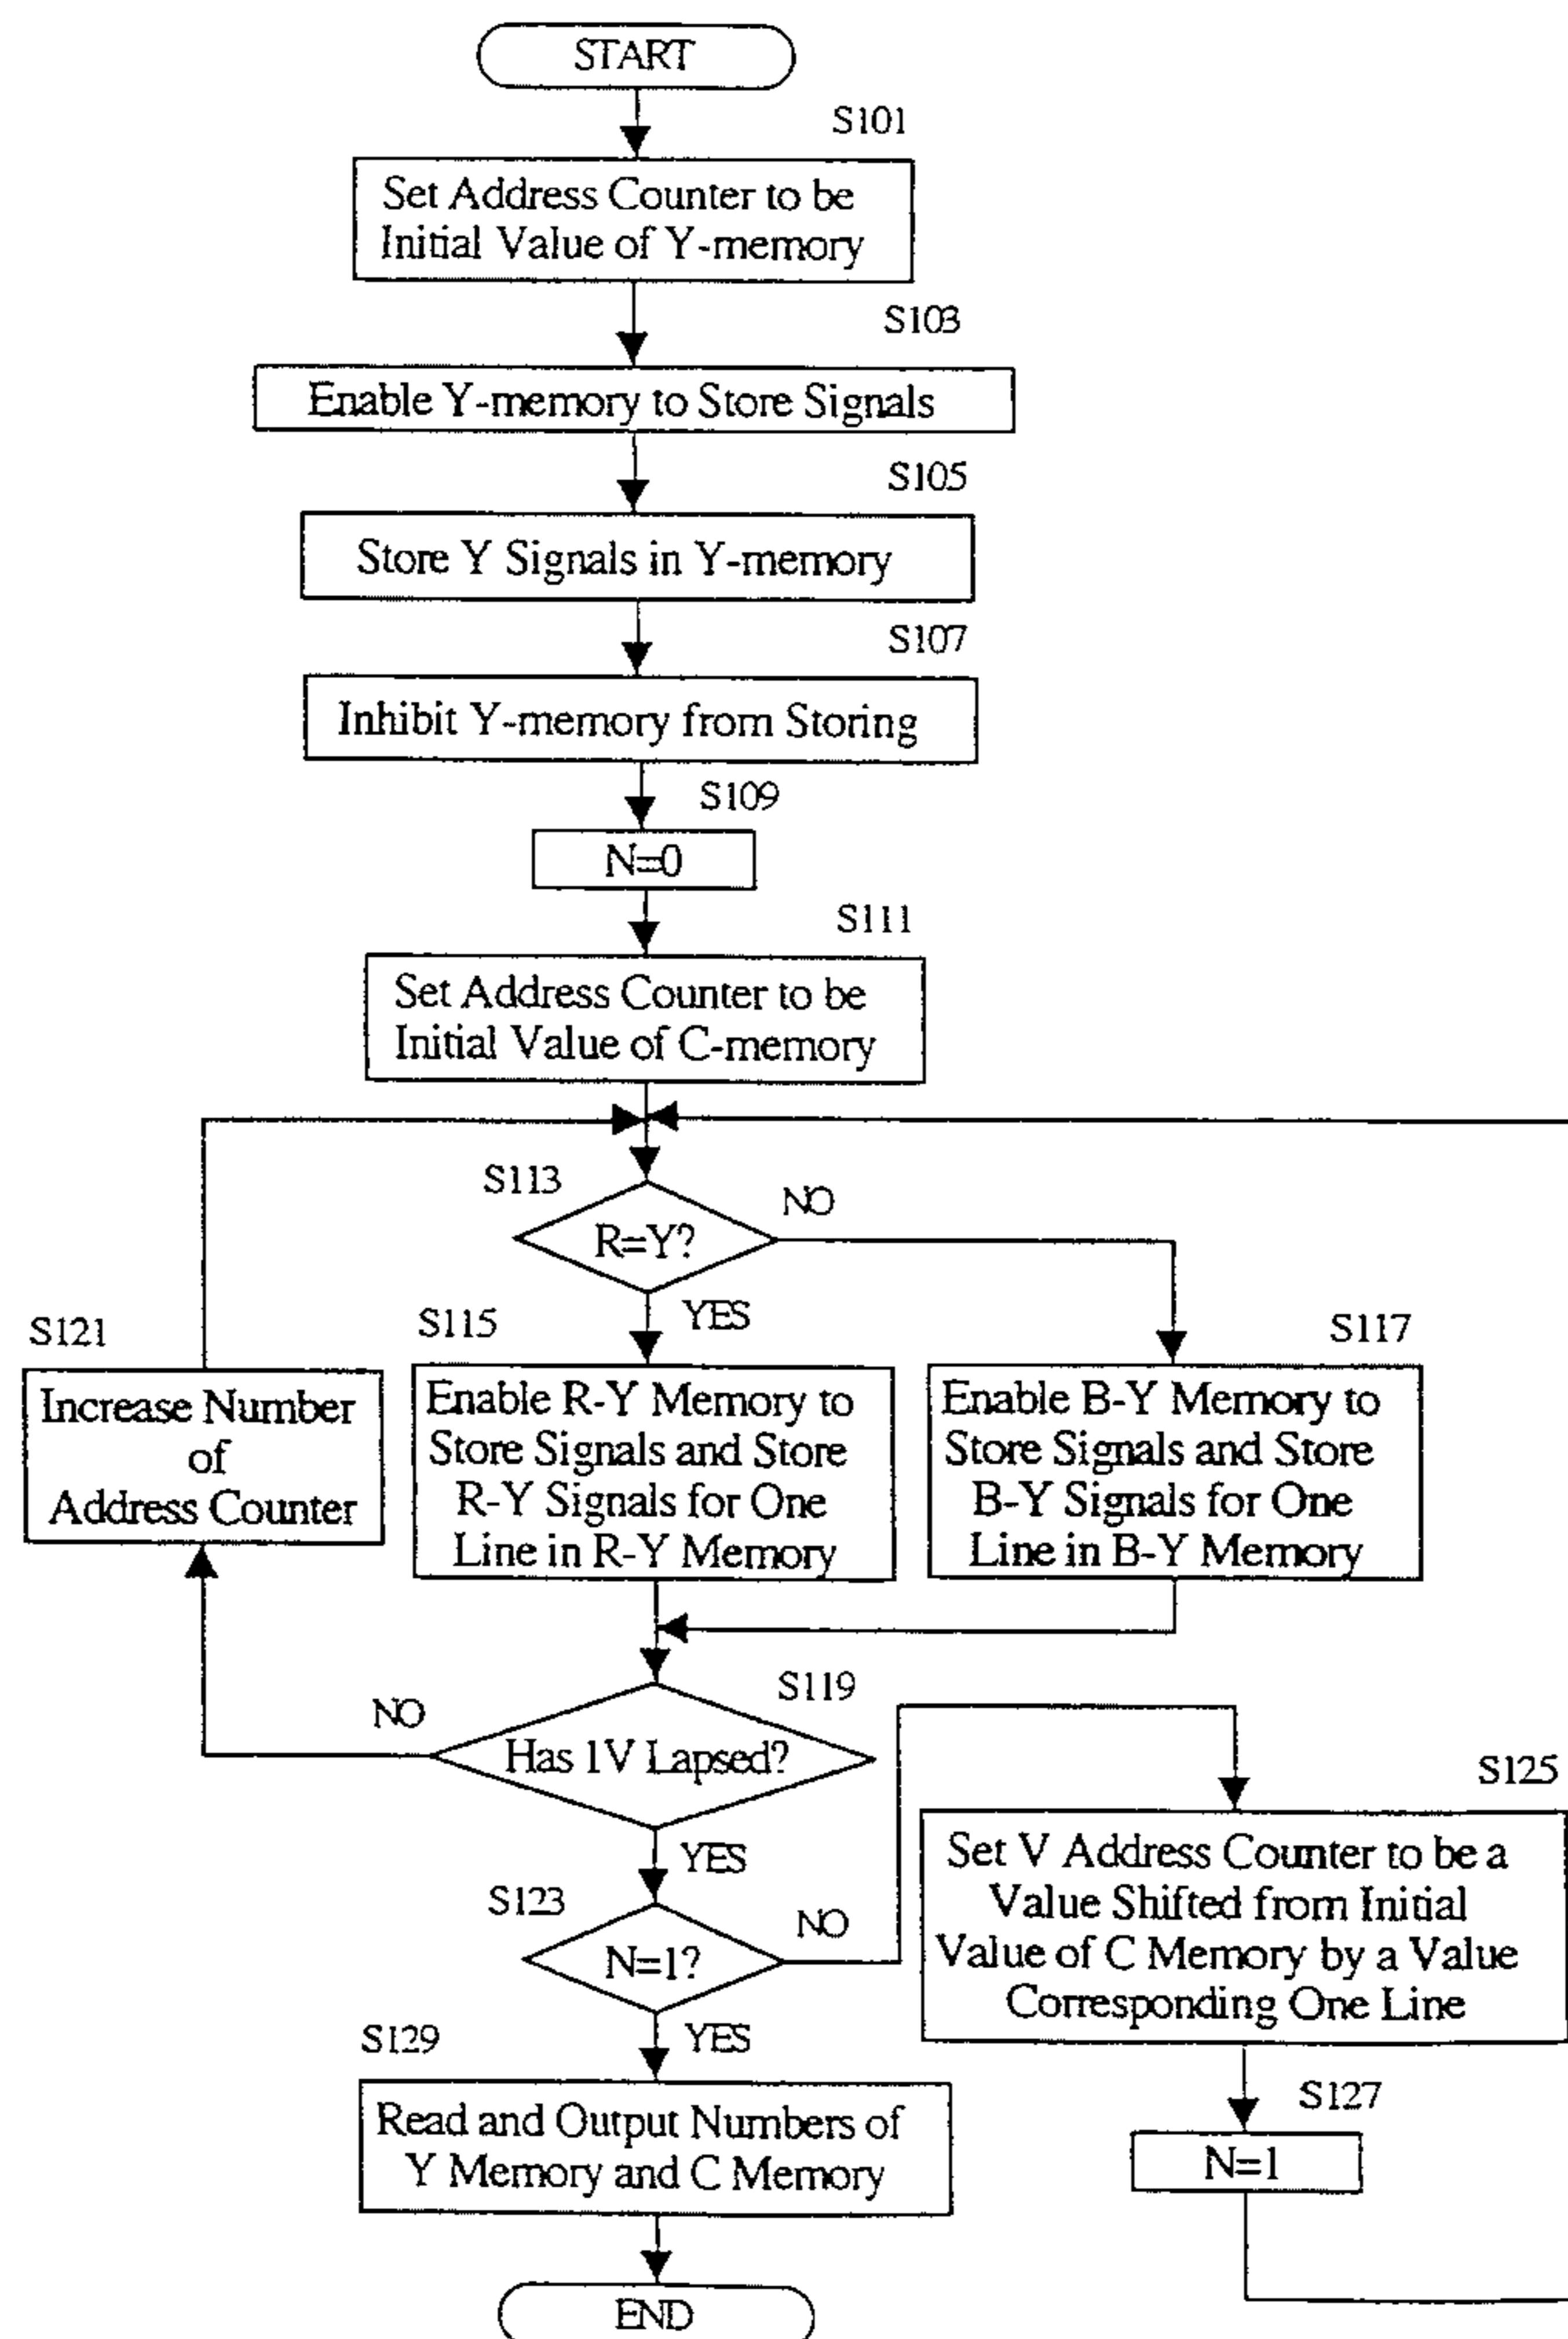 START
S101
Set Address Counter to be
Initial Value of Y-memory
S103
Enable Y-memory to Store Signals
S105
Store Y Signals in Y-memory
S107
Inhibit Y-memory from Storing
S109
N=0
S111
Set Address Counter to be
Initial Value of C-memory
S113
R=Y?
NO
YES
S121
Increase Number
of
Address Counter
S115
Enable R-Y Memory to
Store Signals and Store
R-Y Signals for One
Line in R-Y Memory
S117
Enable B-Y Memory to
Store Signals and Store
B-Y Signals for One
Line in B-Y Memory
S119
NO
Has 1V Lapsed?
YES
S123
N=1?
NO
YES
S125
Set V Address Counter to be a
Value Shifted from Initial
Value of C Memory by a Value
Corresponding One Line
S127
N=1
S129
Read and Output Numbers of
Y Memory and C Memory
END